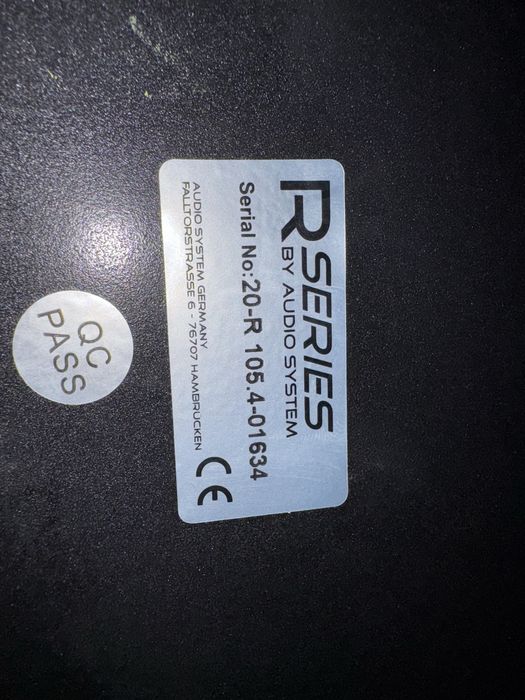 R SERIES
BY AUDIO SYSTEM
Serial No:20-R 105.4-01634
AUDIO SYSTEM GERMANY
FALLTORSTRASSE 6 - 76707 HAMBRÜCKEN
CE
QC
PASS